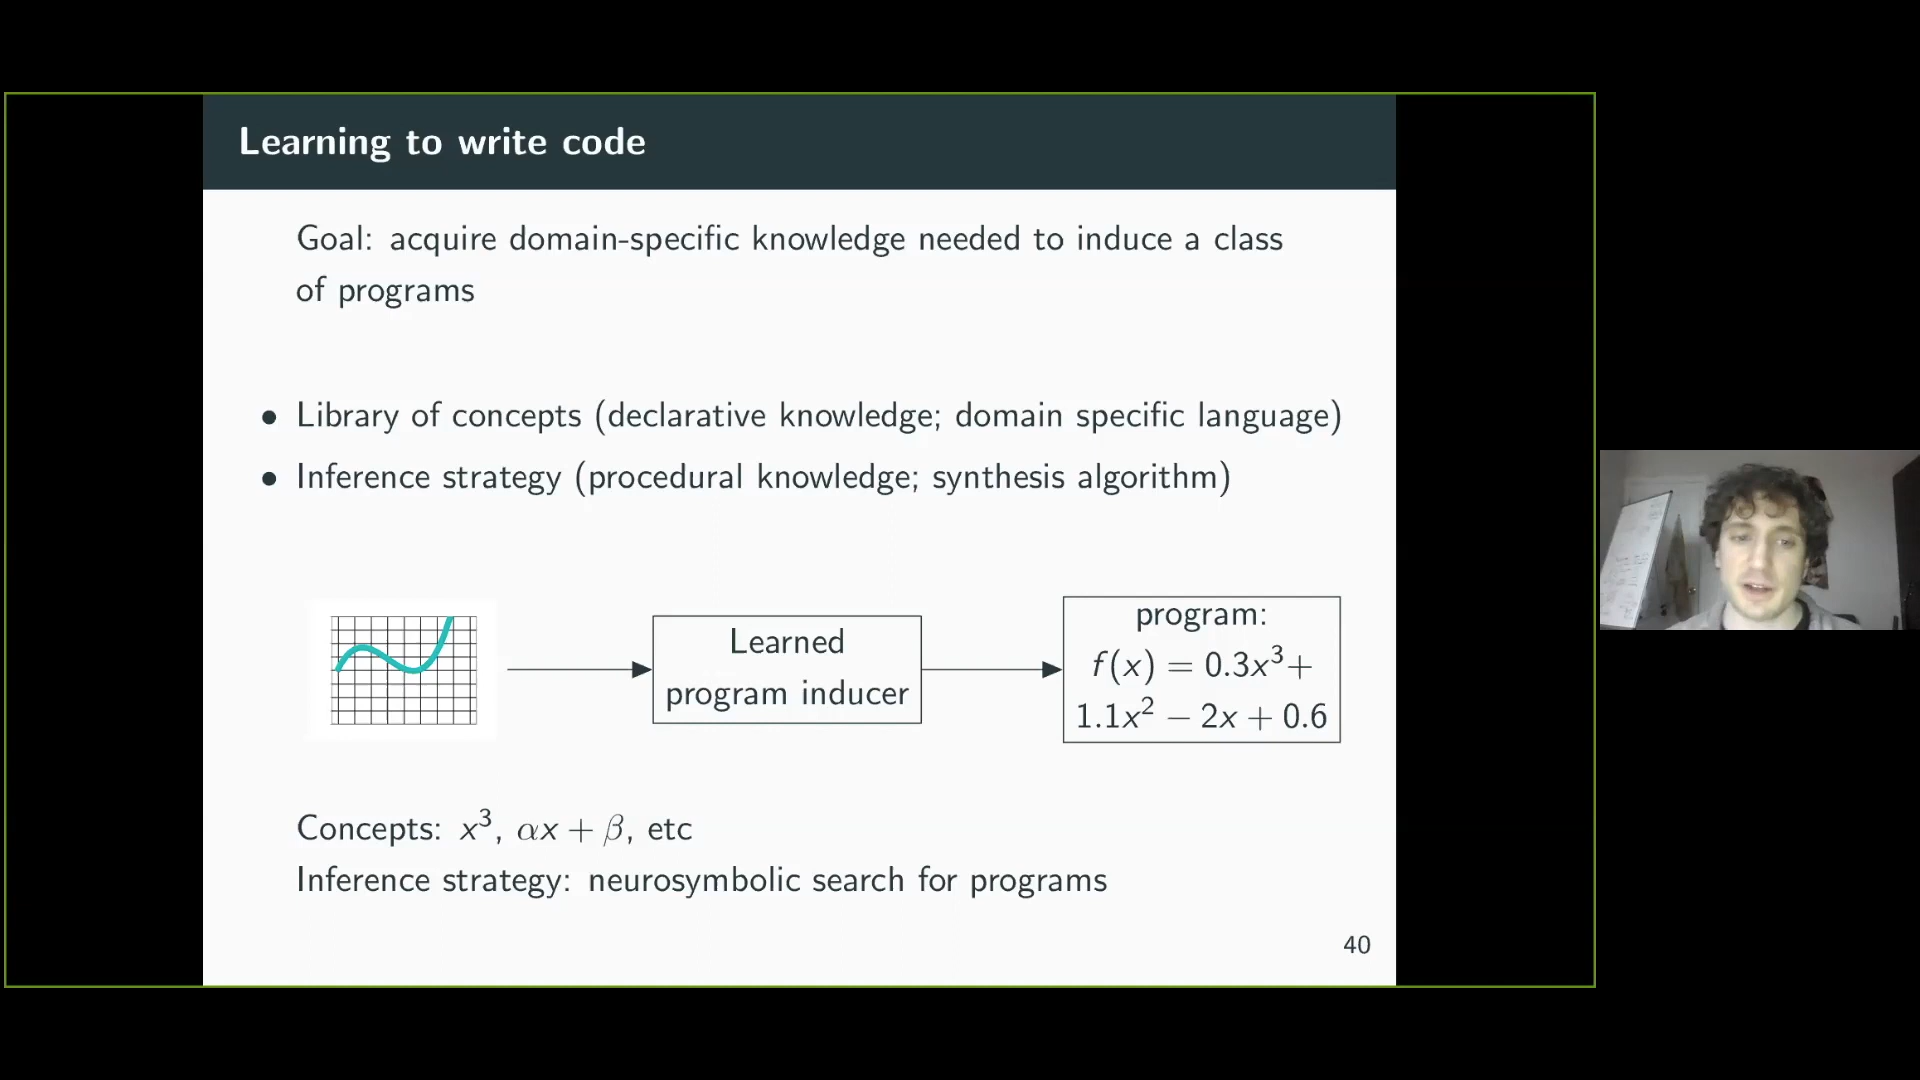 Learning to write code
Goal: acquire domain-specific knowledge needed to induce a class
of programs
• Library of concepts (declarative knowledge; domain specific language)
• Inference strategy (procedural knowledge; synthesis algorithm)
Learned
program inducer
program:
f(x) = 0.3x³+
1.1x² − 2x + 0.6
Concepts: x³, αx + β, etc
Inference strategy: neurosymbolic search for programs
40